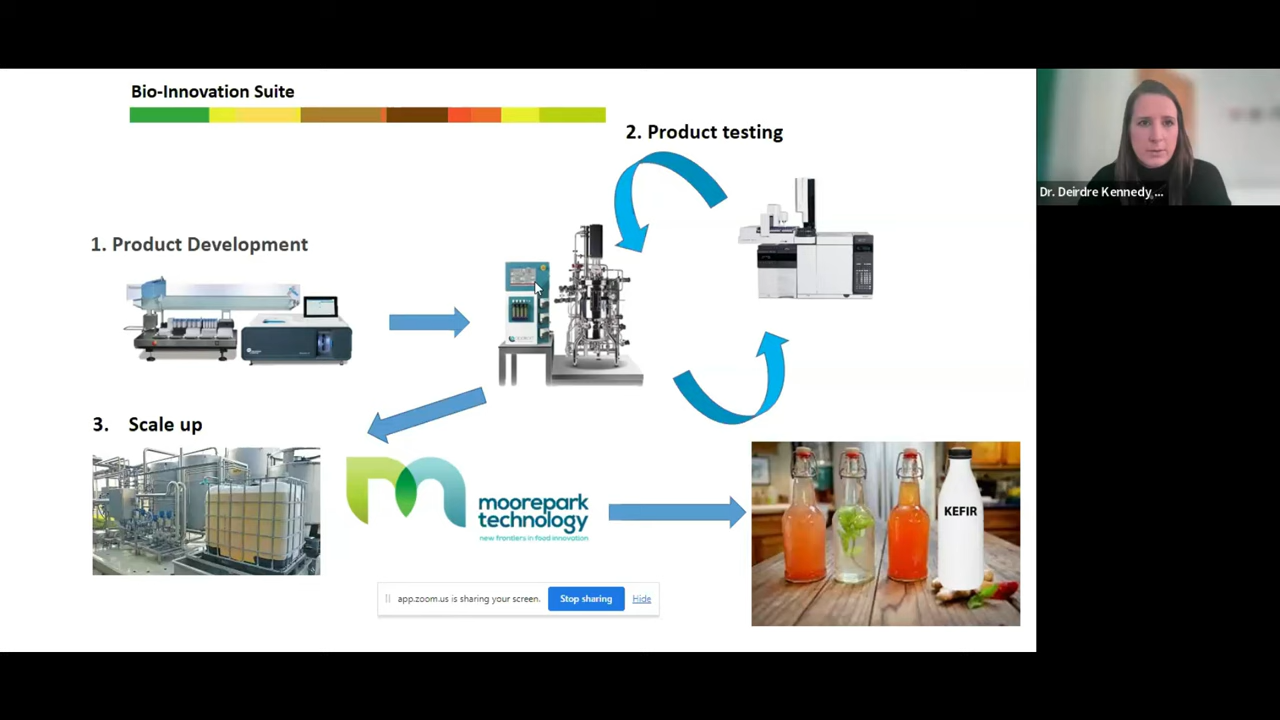 Bio-Innovation Suite
2. Product testing
Dr. Deirdre Kennedy, ...
1. Product Development
3. Scale up
moorepark
technology
new frontiers in food innovation
KEFIR
app.zoom.us is sharing your screen.
Stop sharing
Hide